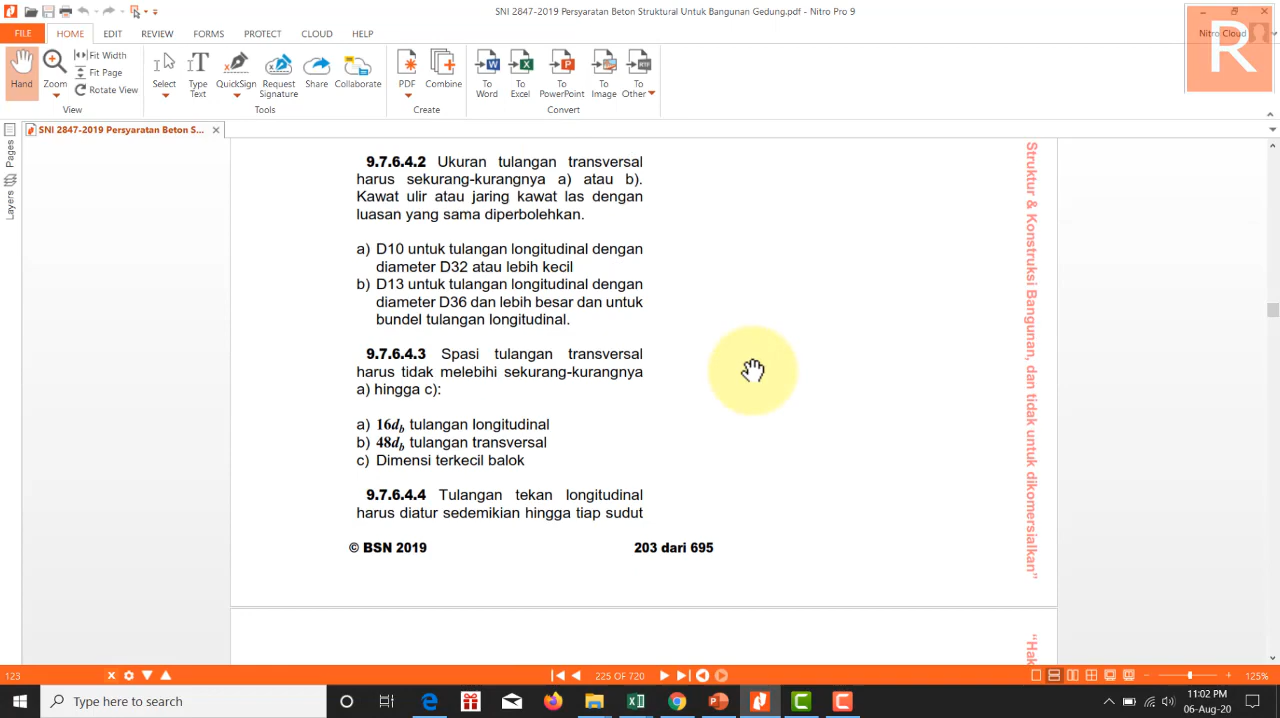 SNI 2847-2019 Persyaratan Beton Struktural Untuk Bangunan Gedung.pdf - Nitro Pro 9
FILE
HOME
EDIT
REVIEW
FORMS
PROTECT
CLOUD
HELP
Nitro Cloud
R
Hand
Zoom
Fit Width
Fit Page
Rotate View
View
Select
Type Text
QuickSign
Request Signature
Share
Collaborate
Tools
PDF
Combine
Create
To Word
To Excel
To PowerPoint
To Image
To Other
Convert
SNI 2847-2019 Persyaratan Beton S...
Pages
Layers
9.7.6.4.2 Ukuran tulangan transversal
harus sekurang-kurangnya a) atau b).
Kawat ulir atau jaring kawat las dengan
luasan yang sama diperbolehkan.
a) D10 untuk tulangan longitudinal dengan
diameter D32 atau lebih kecil
b) D13 untuk tulangan longitudinal dengan
diameter D36 dan lebih besar dan untuk
bundel tulangan longitudinal.
9.7.6.4.3 Spasi tulangan transversal
harus tidak melebihi sekurang-kurangnya
a) hingga c):
a) 16db tulangan longitudinal
b) 48db tulangan transversal
c) Dimensi terkecil balok
9.7.6.4.4 Tulangan tekan longitudinal
harus diatur sedemikian hingga tiap sudut
© BSN 2019
203 dari 695
Struktur & Konstruksi Bangunan, dan tidak untuk dikomersialkan"
"Hak
123
225 OF 720
125%
Type here to search
11:02 PM
06-Aug-20